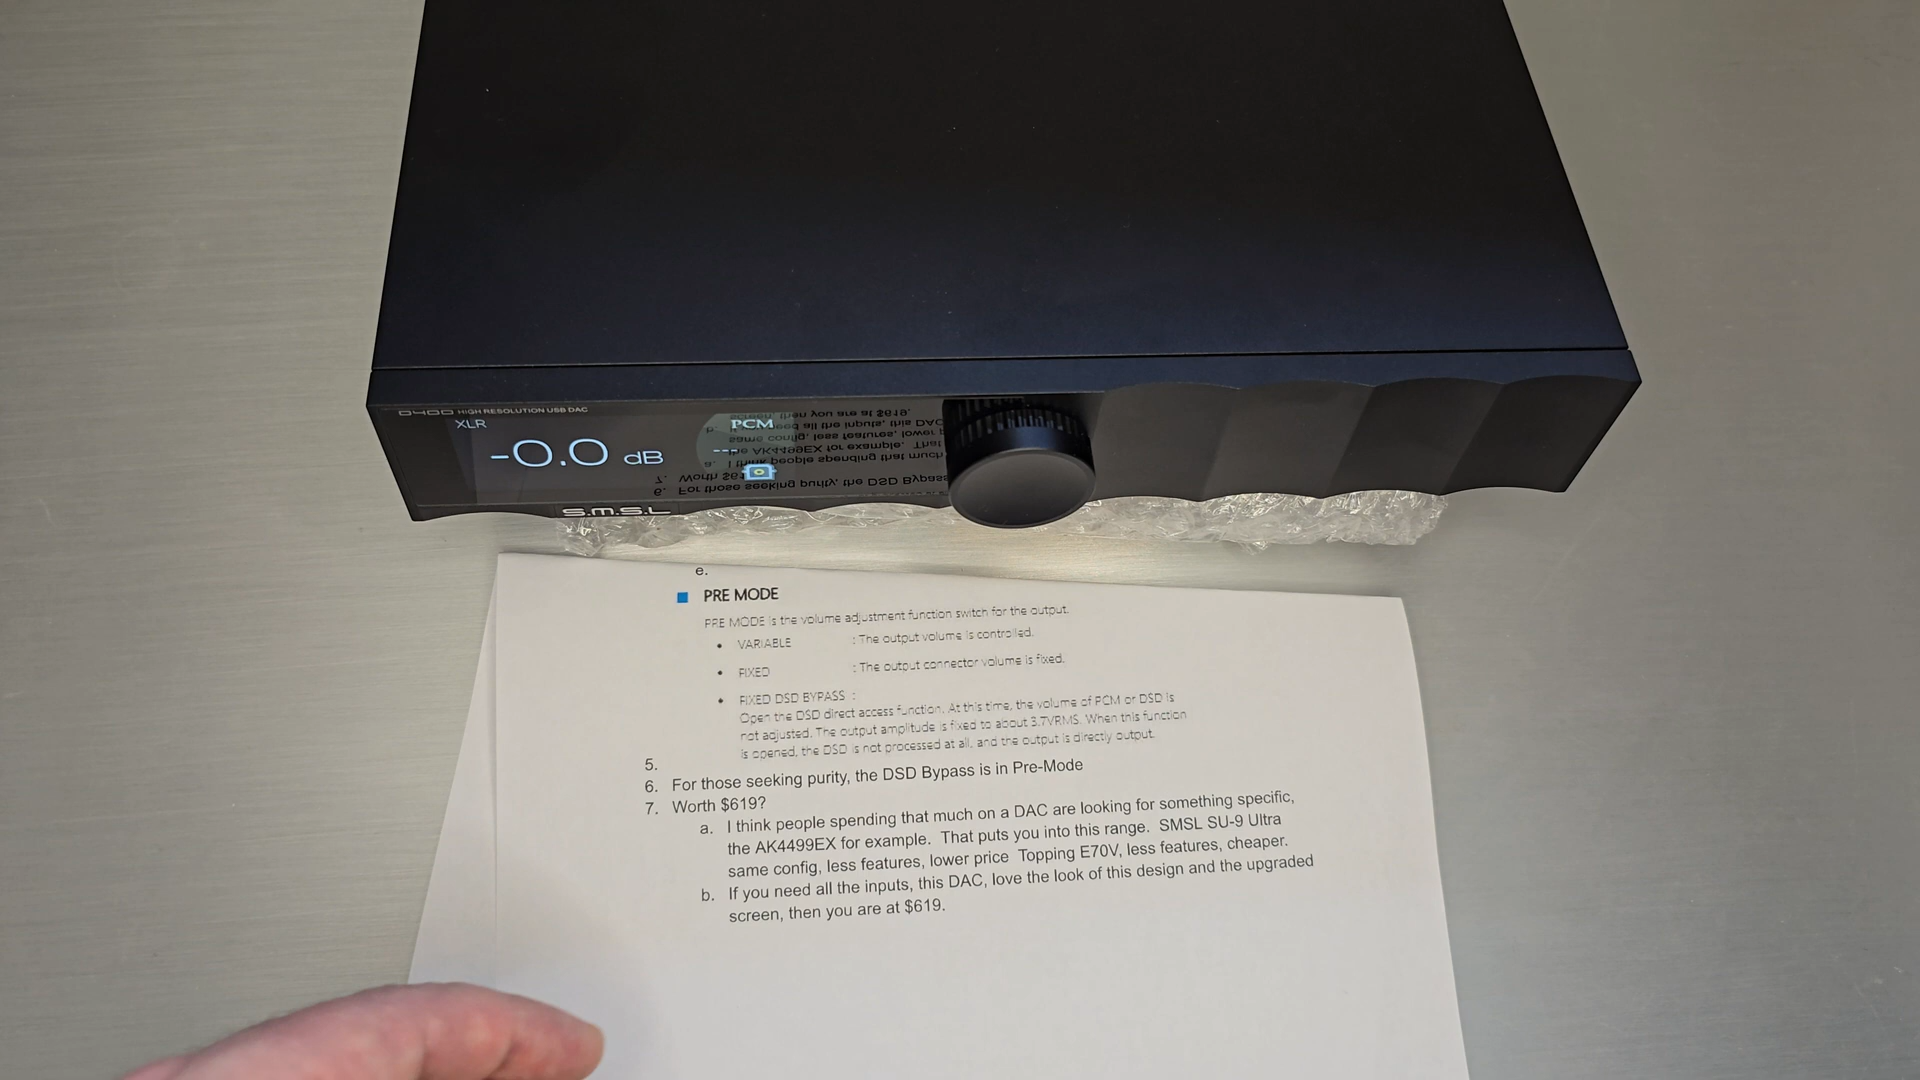 D400 HIGH RESOLUTION USB DAC
XLR
PCM
-0.0 dB
---
S.M.S.L
e.
PRE MODE
PRE MODE is the volume adjustment function switch for the output.
• VARIABLE : The output volume is controlled.
• FIXED : The output connector volume is fixed.
• FIXED DSD BYPASS :
Open the DSD direct access function. At this time, the volume of PCM or DSD is
not adjusted. The output amplitude is fixed to about 3.7VRMS. When this function
is opened, the DSD is not processed at all, and the output is directly output.
5.
6. For those seeking purity, the DSD Bypass is in Pre-Mode
7. Worth $619?
a. I think people spending that much on a DAC are looking for something specific,
the AK4499EX for example. That puts you into this range. SMSL SU-9 Ultra
same config, less features, lower price Topping E70V, less features, cheaper.
b. If you need all the inputs, this DAC, love the look of this design and the upgraded
screen, then you are at $619.